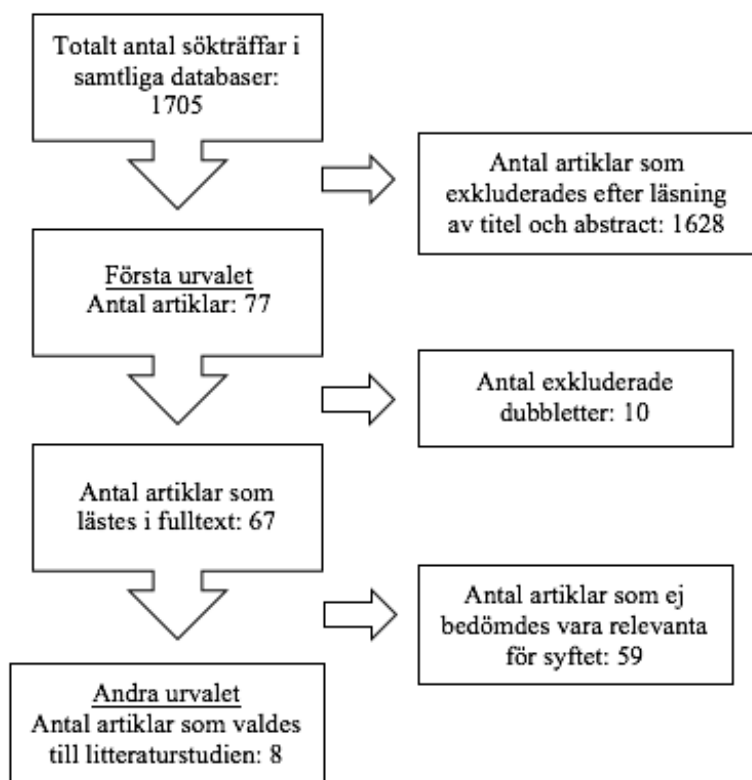 Totalt antal sökträffar i
samtliga databaser:
1705
Antal artiklar som
exkluderades efter läsning
av titel och abstract: 1628
Första urvalet
Antal artiklar: 77
Antal exkluderade
dubbletter: 10
Antal artiklar som
lästes i fulltext: 67
Antal artiklar som ej
bedömdes vara relevanta
för syftet: 59
Andra urvalet
Antal artiklar som valdes
till litteraturstudien: 8